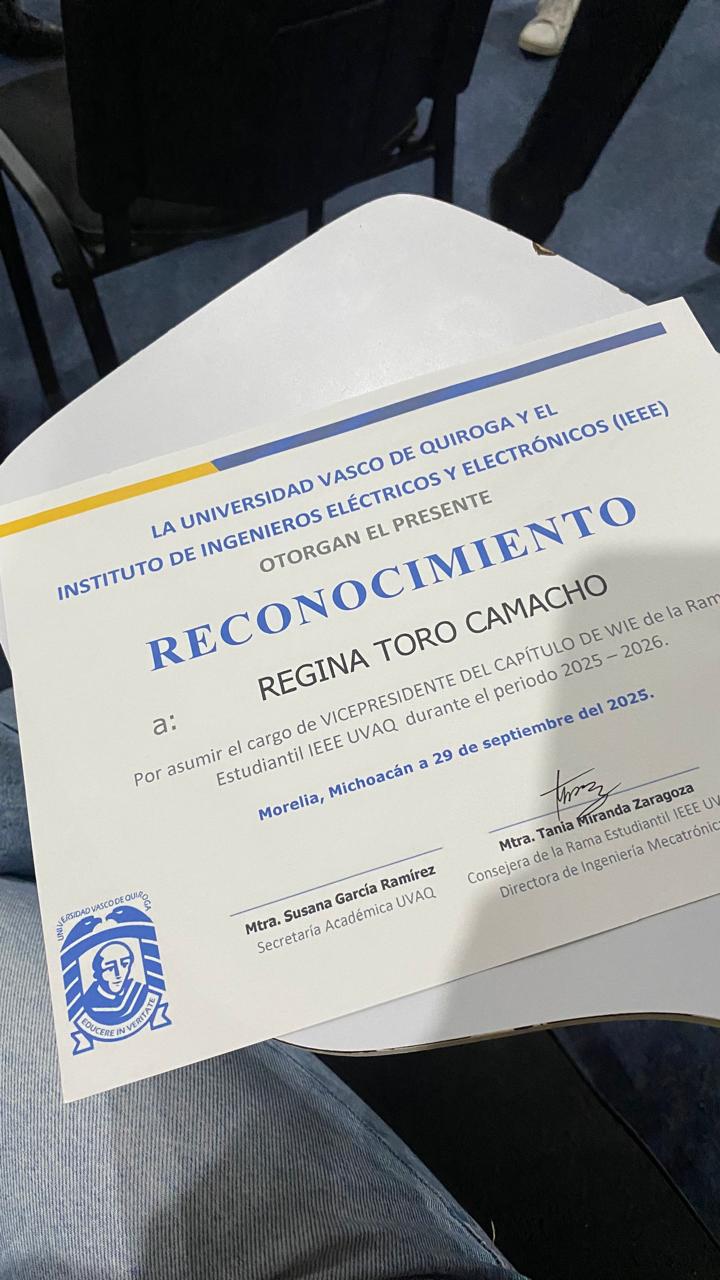 LA UNIVERSIDAD VASCO DE QUIROGA Y EL
INSTITUTO DE INGENIEROS ELÉCTRICOS Y ELECTRÓNICOS (IEEE)
OTORGAN EL PRESENTE
RECONOCIMIENTO
a: REGINA TORO CAMACHO
Por asumir el cargo de VICEPRESIDENTE DEL CAPÍTULO DE WIE de la
Estudiantil IEEE UVAQ durante el periodo 2025 – 2026.
Morelia, Michoacán a 29 de septiembre del 2025.
Mtra. Susana García Ramírez
Secretaría Académica UVAQ
Mtra. Tania Miranda Zaragoza
Consejera de la Rama Estudiantil IEEE
Directora de Ingeniería
UNIVERSIDAD VASCO DE QUIROGA
EDUCERE IN VERITATE